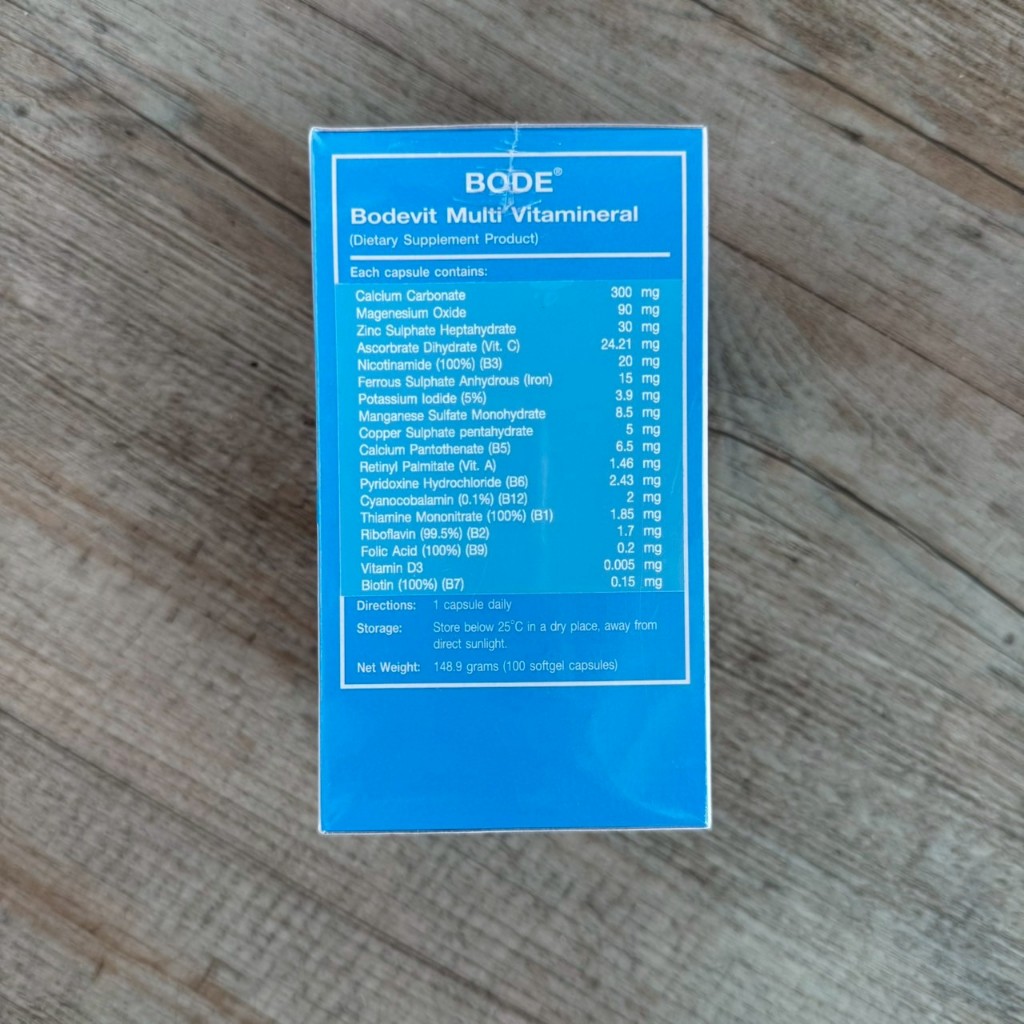 BODE®
Bodevit Multi Vitamineral
(Dietary Supplement Product)
Each capsule contains:
Calcium Carbonate 300 mg
Magenesium Oxide 90 mg
Zinc Sulphate Heptahydrate 30 mg
Ascorbrate Dihydrate (Vit. C) 24.21 mg
Nicotinamide (100%) (B3) 20 mg
Ferrous Sulphate Anhydrous (Iron) 15 mg
Potassium Iodide (5%) 3.9 mg
Manganese Sulfate Monohydrate 8.5 mg
Copper Sulphate pentahydrate 5 mg
Calcium Pantothenate (B5) 6.5 mg
Retinyl Palmitate (Vit. A) 1.46 mg
Pyridoxine Hydrochloride (B6) 2.43 mg
Cyanocobalamin (0.1%) (B12) 2 mg
Thiamine Mononitrate (100%) (B1) 1.85 mg
Riboflavin (99.5%) (B2) 1.7 mg
Folic Acid (100%) (B9) 0.2 mg
Vitamin D3 0.005 mg
Biotin (100%) (B7) 0.15 mg
Directions: 1 capsule daily
Storage: Store below 25°C in a dry place, away from
direct sunlight.
Net Weight: 148.9 grams (100 softgel capsules)